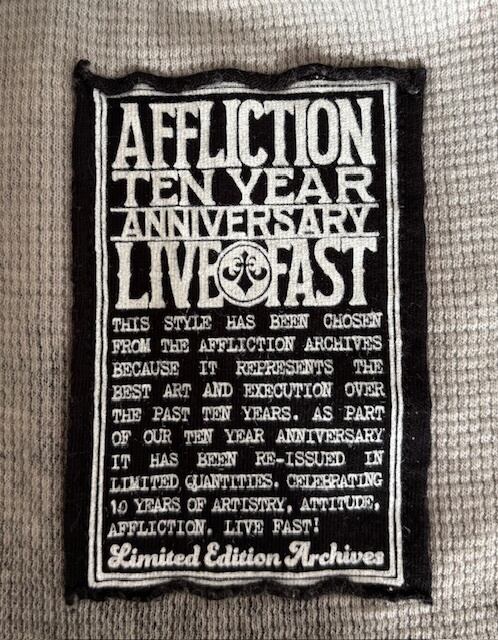 AFFLICTION
TEN YEAR
ANNIVERSARY
LIVE FAST
THIS STYLE HAS BEEN CHOSEN
FROM THE AFFLICTION ARCHIVES
BECAUSE IT REPRESENTS THE
BEST ART AND EXECUTION OVER
THE PAST TEN YEARS. AS PART
OF OUR TEN YEAR ANNIVERSARY
IT HAS BEEN RE-ISSUED IN
LIMITED QUANTITIES. CELEBRATING
10 YEARS OF ARTISTRY, ATTITUDE,
AFFLICTION. LIVE FAST!
Limited Edition Archives